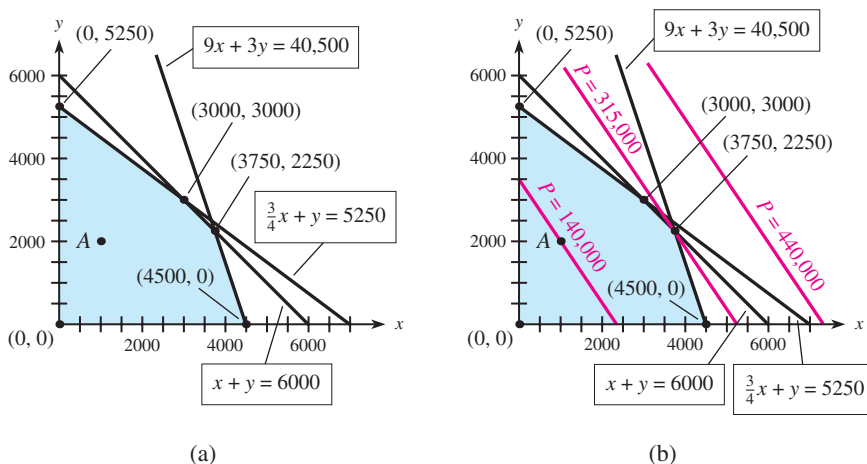 y
(0, 5250)
9x + 3y = 40,500
6000
(3000, 3000)
4000
(3750, 2250)
3/4 x + y = 5250
A
2000
(4500, 0)
(0, 0)
2000
4000
6000
x
x + y = 6000
(a)
y
(0, 5250)
9x + 3y = 40,500
6000
P = 315,000
(3000, 3000)
4000
(3750, 2250)
P = 140,000
P = 440,000
A
2000
(4500, 0)
(0, 0)
2000
4000
6000
x
x + y = 6000
3/4 x + y = 5250
(b)